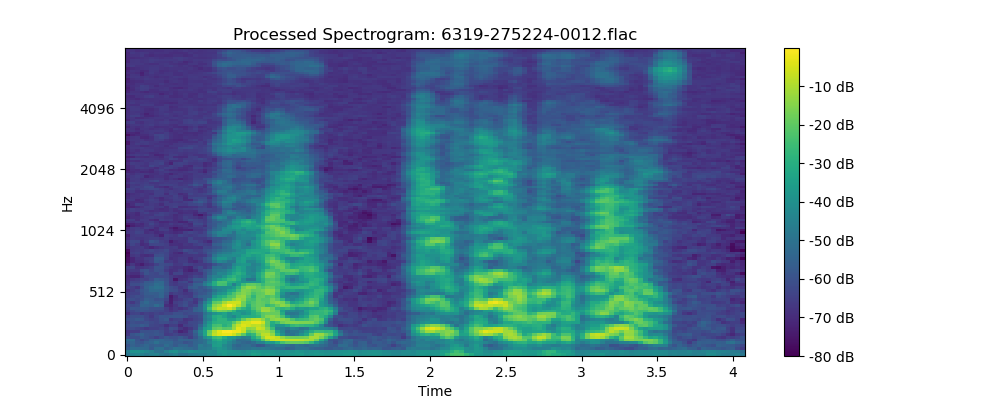 Processed Spectrogram: 6319-275224-0012.flac
Hz
4096
2048
1024
512
0
0 0.5 1 1.5 2 2.5 3 3.5 4
Time
-10 dB
-20 dB
-30 dB
-40 dB
-50 dB
-60 dB
-70 dB
-80 dB